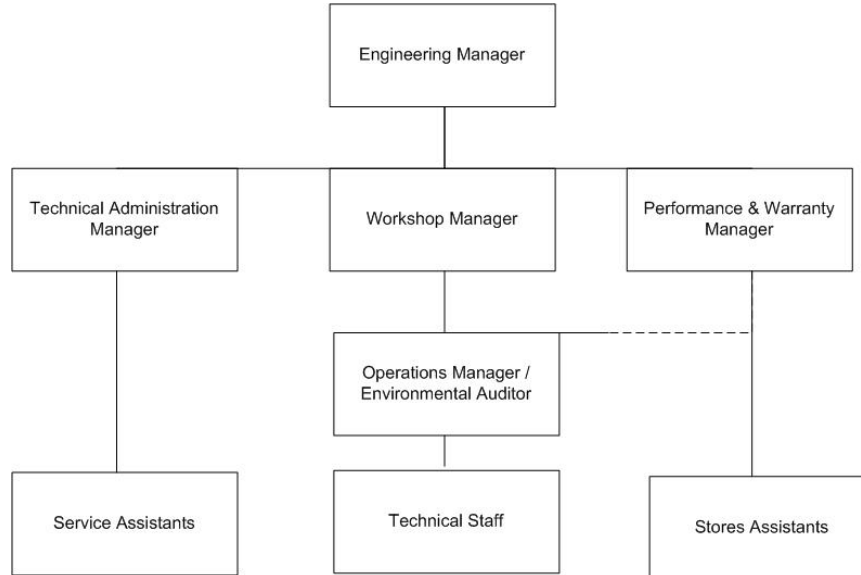 Engineering Manager
Technical Administration
Manager
Workshop Manager
Performance & Warranty
Manager
Operations Manager /
Environmental Auditor
Service Assistants
Technical Staff
Stores Assistants